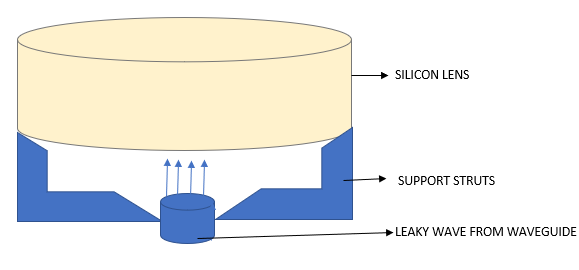 SILICON LENS
SUPPORT STRUTS
LEAKY WAVE FROM WAVEGUIDE